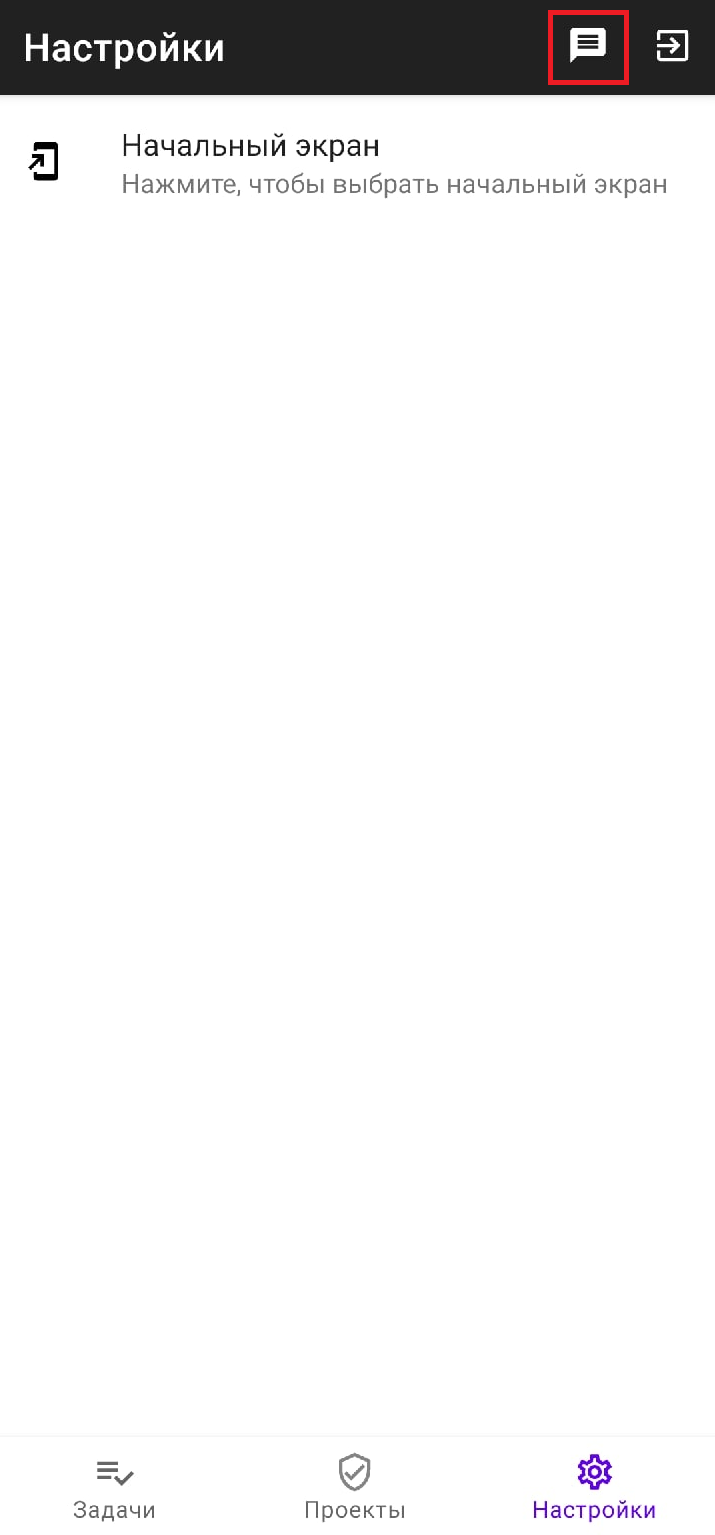 Настройки
Начальный экран
Нажмите, чтобы выбрать начальный экран
Задачи
Проекты
Настройки